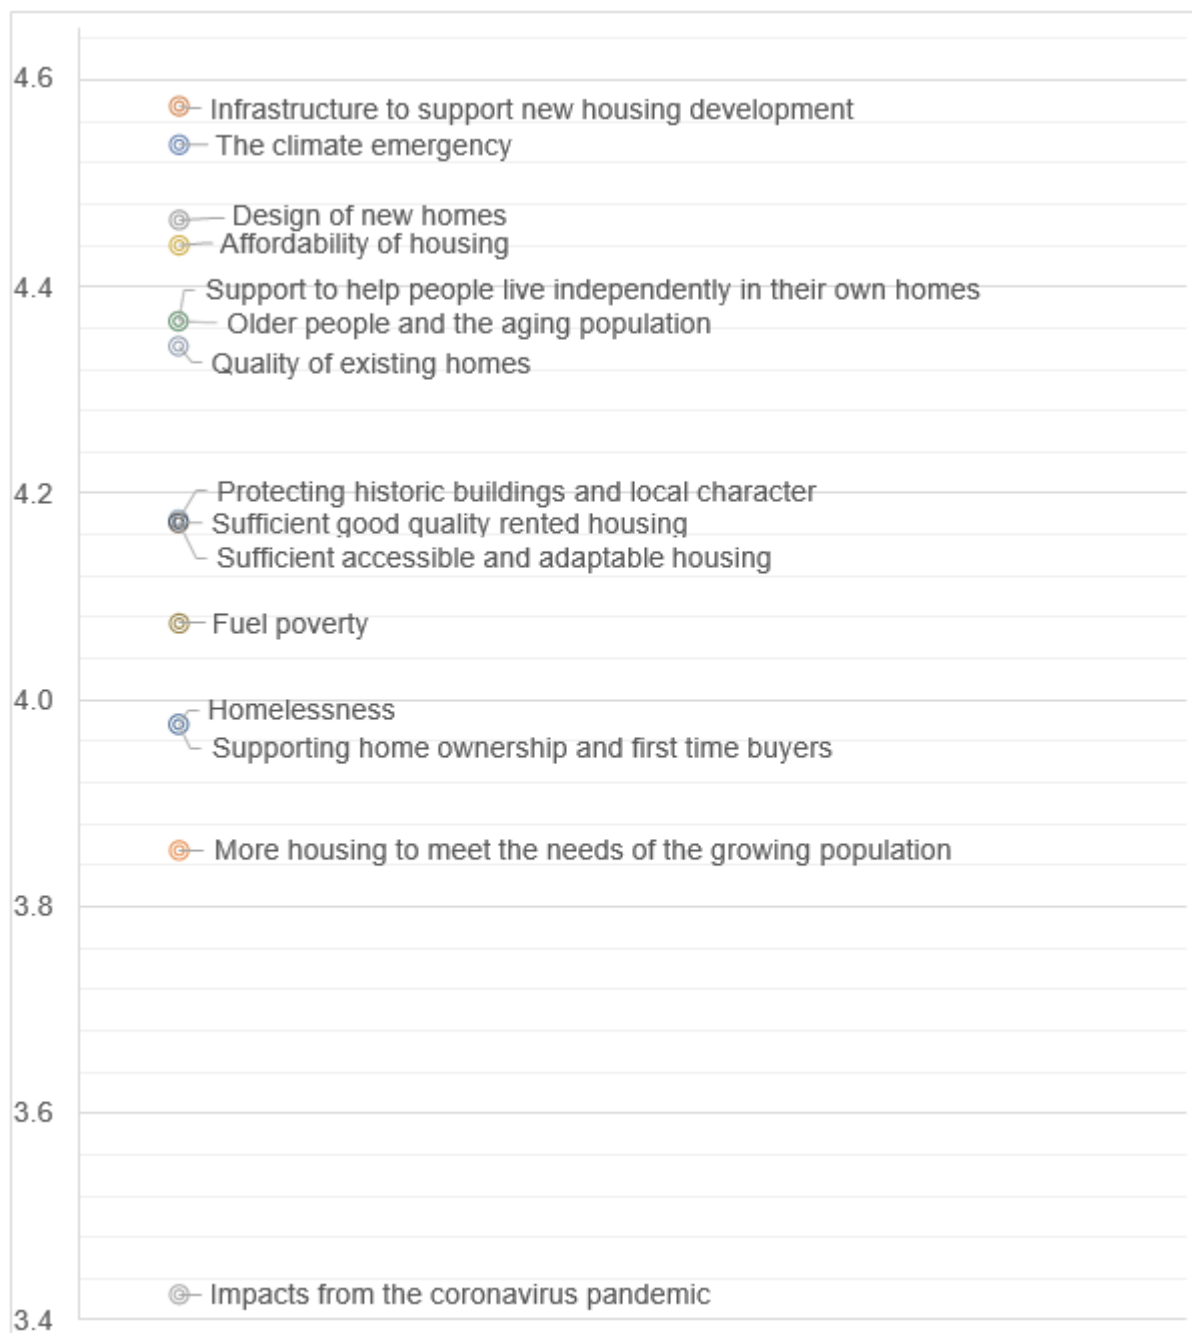 4.6
Infrastructure to support new housing development
The climate emergency
Design of new homes
Affordability of housing
4.4
Support to help people live independently in their own homes
Older people and the aging population
Quality of existing homes
4.2
Protecting historic buildings and local character
Sufficient good quality rented housing
Sufficient accessible and adaptable housing
Fuel poverty
4.0
Homelessness
Supporting home ownership and first time buyers
More housing to meet the needs of the growing population
3.8
3.6
Impacts from the coronavirus pandemic
3.4